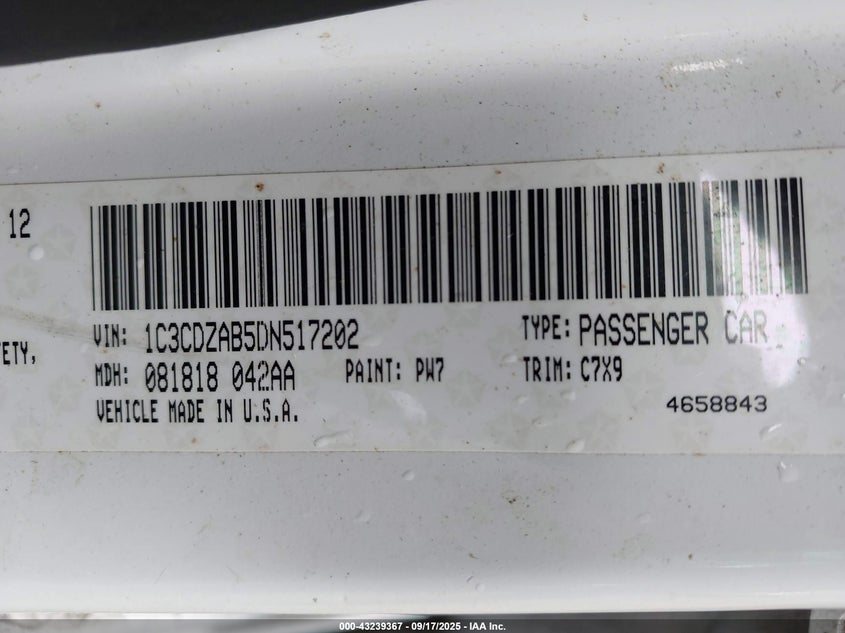 12
VIN: 1C3CDZAB5DN517202 TYPE: PASSENGER CAR
ETY,
MDH: 081818 042AA PAINT: PW7 TRIM: C7X9
VEHICLE MADE IN U.S.A. 4658843
000-43239367 - 09/17/2025 - IAA Inc.